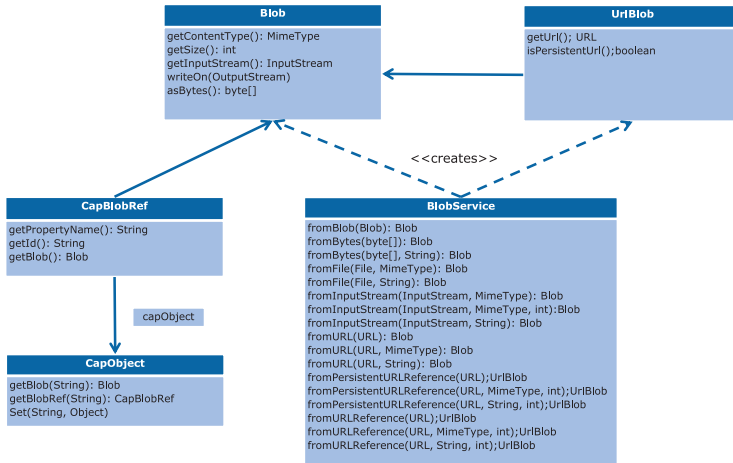 Blob
getContentType(): MimeType
getSize(): int
getInputStream(): InputStream
writeOn(OutputStream)
asBytes(): byte[]
UrlBlob
getUrl(); URL
isPersistentUrl();boolean
<<creates>>
CapBlobRef
getPropertyName(): String
getId(): String
getBlob(): Blob
capObject
CapObject
getBlob(String): Blob
getBlobRef(String): CapBlobRef
Set(String, Object)
BlobService
fromBlob(Blob): Blob
fromBytes(byte[]): Blob
fromBytes(byte[], String): Blob
fromFile(File, MimeType): Blob
fromFile(File, String): Blob
fromInputStream(InputStream, MimeType): Blob
fromInputStream(InputStream, MimeType, int):Blob
fromInputStream(InputStream, String): Blob
fromURL(URL): Blob
fromURL(URL, MimeType): Blob
fromURL(URL, String): Blob
fromPersistentURLReference(URL);UrlBlob
fromPersistentURLReference(URL, MimeType, int);UrlBlob
fromPersistentURLReference(URL, String, int);UrlBlob
fromURLReference(URL);UrlBlob
fromURLReference(URL, MimeType, int);UrlBlob
fromURLReference(URL, String, int);UrlBlob